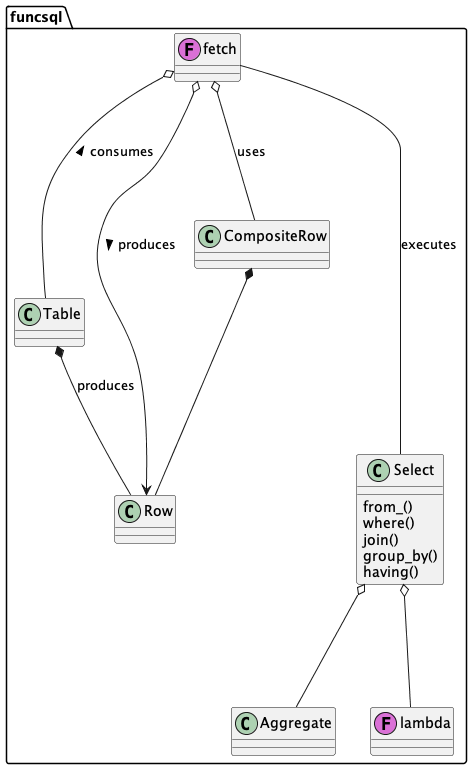 funcsql
F fetch
consumes
uses
produces
executes
C CompositeRow
C Table
produces
C Select
from_()
where()
join()
group_by()
having()
C Row
C Aggregate
F lambda